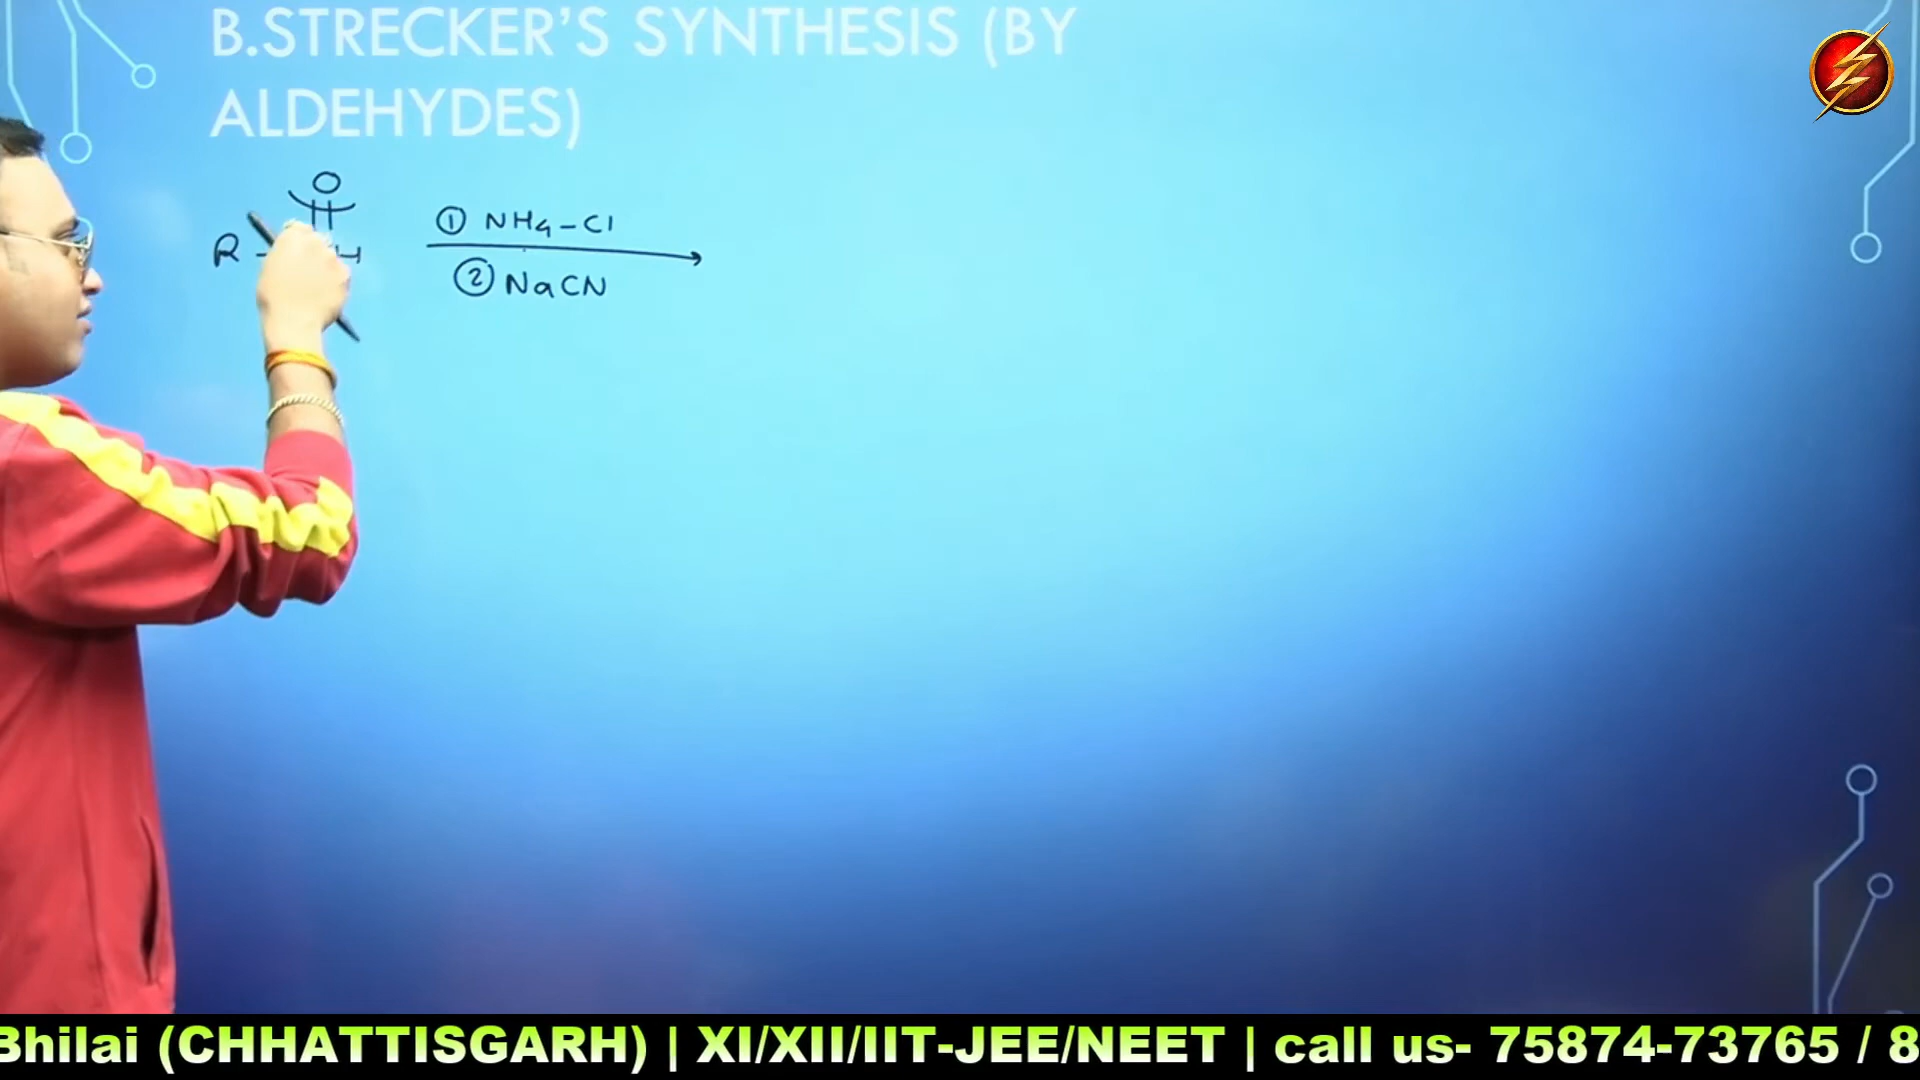 B.STRECKER'S SYNTHESIS (BY
ALDEHYDES)
O
R - H
① NH4-Cl
② NaCN
Bhilai (CHHATTISGARH) | XI/XII/IIT-JEE/NEET | call us- 75874-73765 / 8